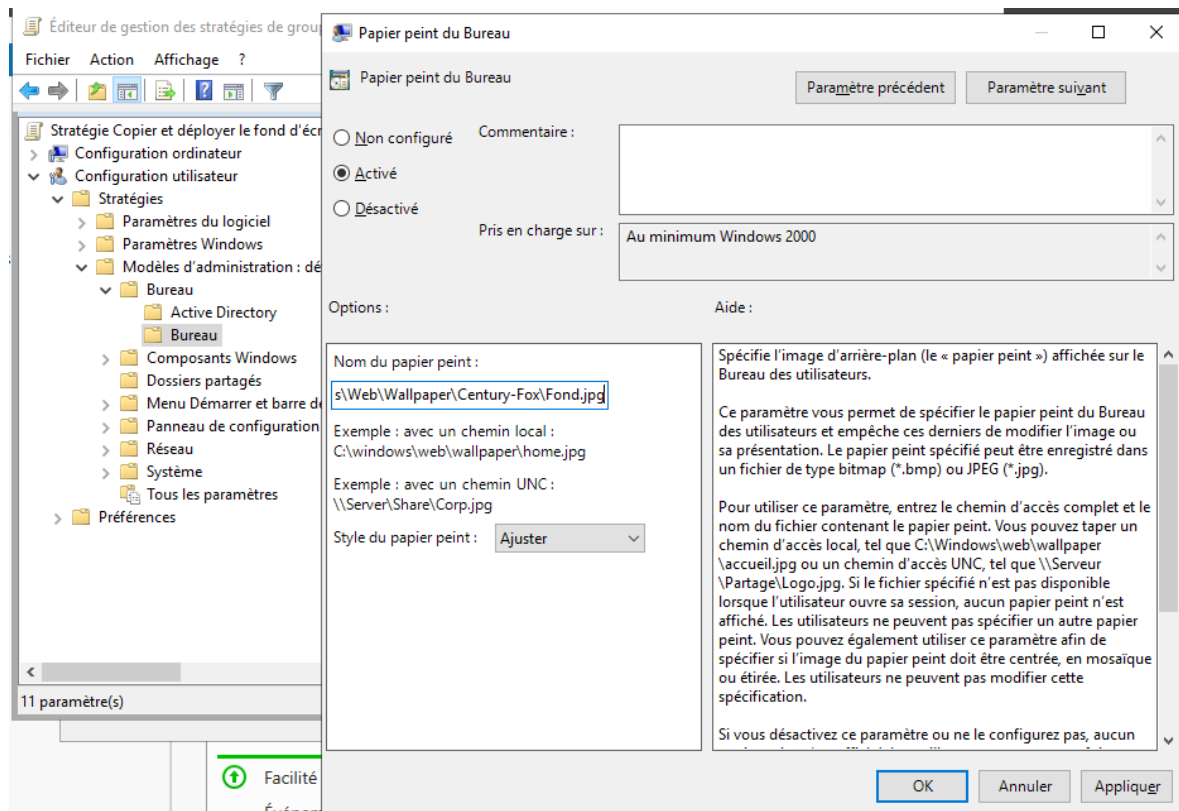 Éditeur de gestion des stratégies de group
Fichier Action Affichage ?
Stratégie Copier et déployer le fond d'écr
Configuration ordinateur
Configuration utilisateur
Stratégies
Paramètres du logiciel
Paramètres Windows
Modèles d'administration : dé
Bureau
Active Directory
Bureau
Composants Windows
Dossiers partagés
Menu Démarrer et barre de
Panneau de configuration
Réseau
Système
Tous les paramètres
Préférences
11 paramètre(s)
Facilité
Papier peint du Bureau
Papier peint du Bureau
Paramètre précédent
Paramètre suivant
Non configuré
Activé
Désactivé
Commentaire :
Pris en charge sur :
Au minimum Windows 2000
Options :
Aide :
Nom du papier peint :
s\Web\Wallpaper\Century-Fox\Fond.jpg
Exemple : avec un chemin local :
C:\windows\web\wallpaper\home.jpg
Exemple : avec un chemin UNC :
\\Server\Share\Corp.jpg
Style du papier peint :
Ajuster
Spécifie l'image d'arrière-plan (le « papier peint ») affichée sur le
Bureau des utilisateurs.
Ce paramètre vous permet de spécifier le papier peint du Bureau
des utilisateurs et empêche ces derniers de modifier l'image ou
sa présentation. Le papier peint spécifié peut être enregistré dans
un fichier de type bitmap (*.bmp) ou JPEG (*.jpg).
Pour utiliser ce paramètre, entrez le chemin d'accès complet et le
nom du fichier contenant le papier peint. Vous pouvez taper un
chemin d'accès local, tel que C:\Windows\web\wallpaper
\accueil.jpg ou un chemin d'accès UNC, tel que \\Serveur
\Partage\Logo.jpg. Si le fichier spécifié n'est pas disponible
lorsque l'utilisateur ouvre sa session, aucun papier peint n'est
affiché. Les utilisateurs ne peuvent pas spécifier un autre papier
peint. Vous pouvez également utiliser ce paramètre afin de
spécifier si l'image du papier peint doit être centrée, en mosaïque
ou étirée. Les utilisateurs ne peuvent pas modifier cette
spécification.
Si vous désactivez ce paramètre ou ne le configurez pas, aucun
OK
Annuler
Appliquer